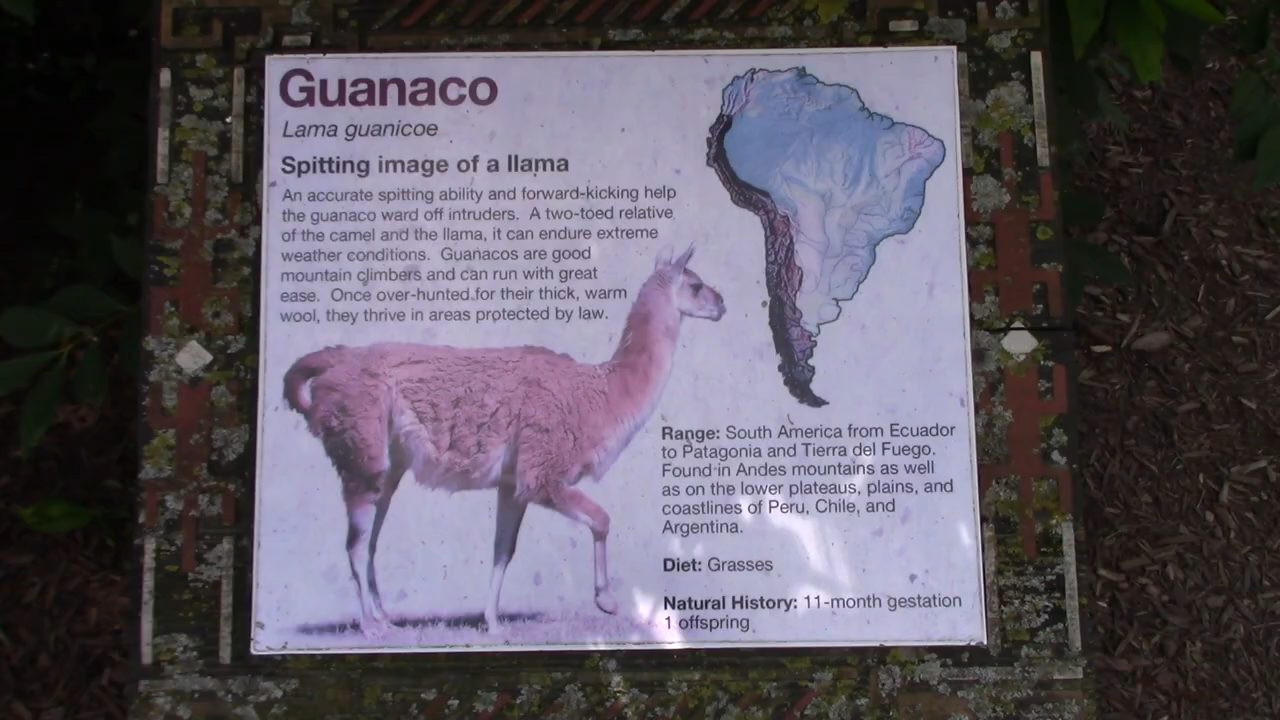 Guanaco
Lama guanicoe
Spitting image of a llama
An accurate spitting ability and forward-kicking help
the guanaco ward off intruders. A two-toed relative
of the camel and the llama, it can endure extreme
weather conditions. Guanacos are good
mountain climbers and can run with great
ease. Once over-hunted for their thick, warm
wool, they thrive in areas protected by law.
Range: South America from Ecuador
to Patagonia and Tierra del Fuego.
Found in Andes mountains as well
as on the lower plateaus, plains, and
coastlines of Peru, Chile, and
Argentina.
Diet: Grasses
Natural History: 11-month gestation
1 offspring